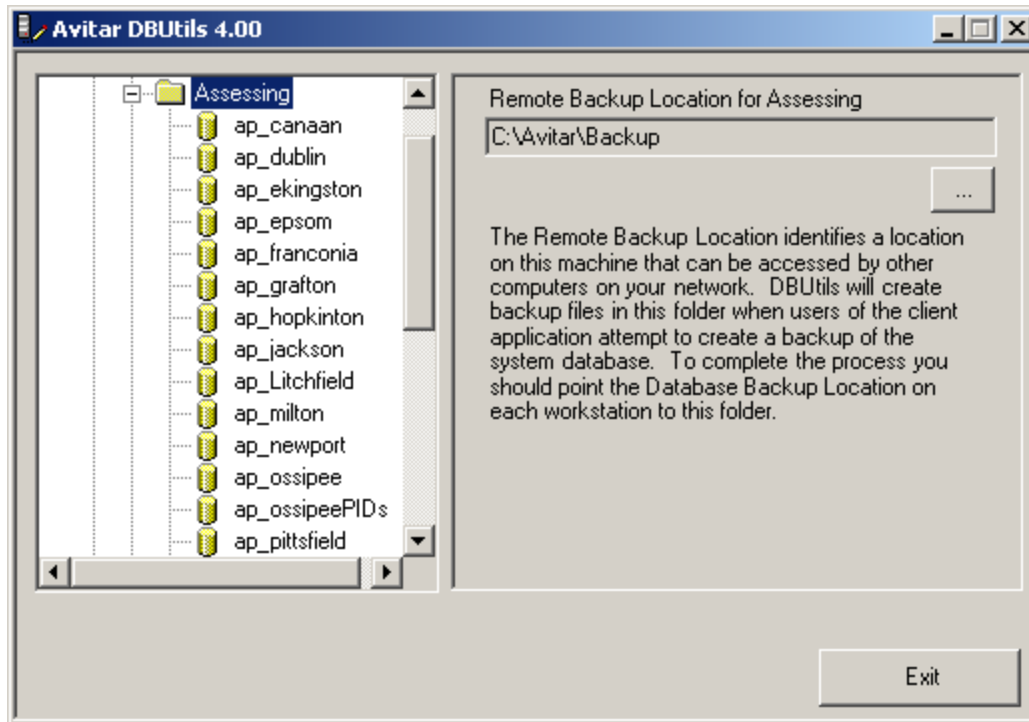 Avitar DBUtils 4.00
Assessing
ap_canaan
ap_dublin
ap_ekingston
ap_epsom
ap_franconia
ap_grafton
ap_hopkinton
ap_jackson
ap_Litchfield
ap_milton
ap_newport
ap_ossipee
ap_ossipeePIDs
ap_pittsfield
Remote Backup Location for Assessing
C:\Avitar\Backup
...
The Remote Backup Location identifies a location
on this machine that can be accessed by other
computers on your network.  DBUtils will create
backup files in this folder when users of the client
application attempt to create a backup of the
system database.  To complete the process you
should point the Database Backup Location on
each workstation to this folder.
Exit